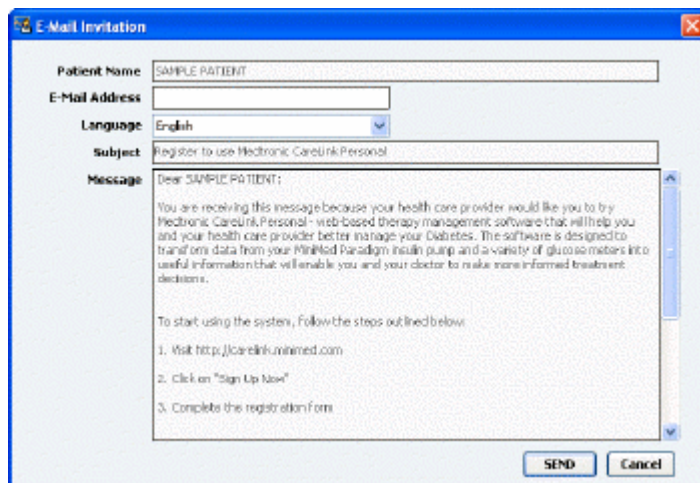 E-Mail Invitation
Patient Name SAMPLE PATIENT
E-Mail Address
Language English
Subject Register to use Medtronic CareLink Personal
Message Dear SAMPLE PATIENT:
You are receiving this message because your health care provider would like you to try
Medtronic CareLink Personal - web-based therapy management software that will help you
and your health care provider better manage your Diabetes. The software is designed to
transform data from your MiniMed Paradigm insulin pump and a variety of glucose meters into
useful information that will enable you and your doctor to make more informed treatment
decisions.
To start using the system, follow the steps outlined below:
1. Visit http://carelink.minimed.com
2. Click on "Sign Up Now"
3. Complete the registration form
SEND Cancel